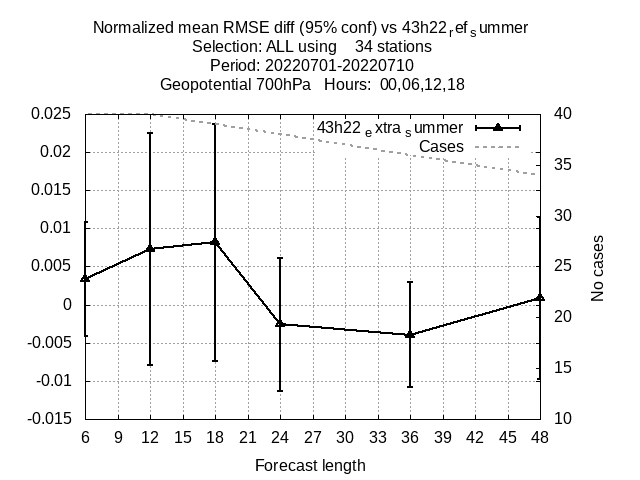 Normalized mean RMSE diff (95% conf) vs 43h22refsummer
Selection: ALL using 34 stations
Period: 20220701-20220710
Geopotential 700hPa Hours: 00,06,12,18
43h22extrasummer
Cases
0.025
0.02
0.015
0.01
0.005
0
-0.005
-0.01
-0.015
40
35
30
25
20
15
10
No cases
6 9 12 15 18 21 24 27 30 33 36 39 42 45 48
Forecast length